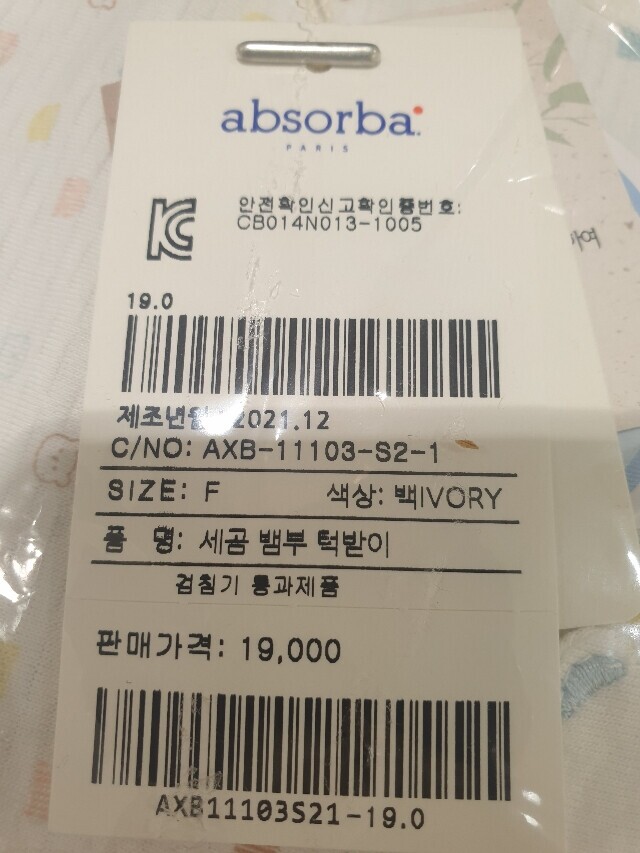 absorba
PARIS
안전확인신고확인증번호:
CB014N013-1005
19.0
제조년월: 2021.12
C/NO: AXB-11103-S2-1
SIZE: F 색상: 백IVORY
품 명: 세곰 뱀부 턱받이
검침기 통과제품
판매가격: 19,000
AXB11103S21-19.0